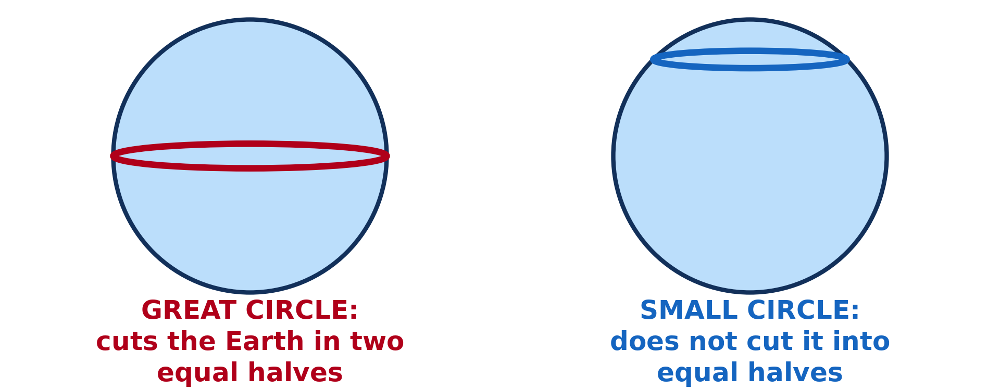 GREAT CIRCLE:
cuts the Earth in two
equal halves
SMALL CIRCLE:
does not cut it into
equal halves